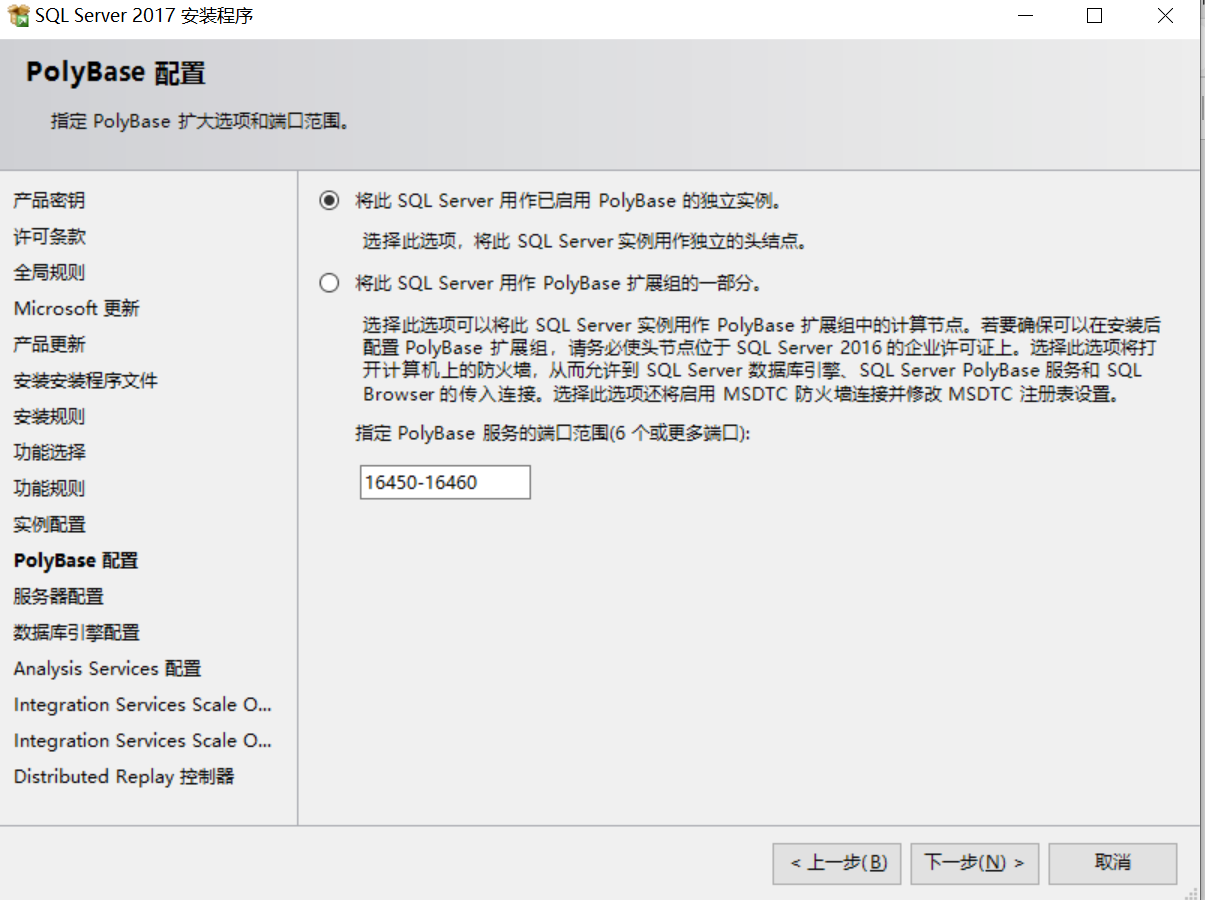 SQL Server 2017 安装程序
PolyBase 配置
指定 PolyBase 扩大选项和端口范围。
产品密钥
许可条款
全局规则
Microsoft 更新
产品更新
安装安装程序文件
安装规则
功能选择
功能规则
实例配置
PolyBase 配置
服务器配置
数据库引擎配置
Analysis Services 配置
Integration Services Scale O...
Integration Services Scale O...
Distributed Replay 控制器
将此 SQL Server 用作已启用 PolyBase 的独立实例。
选择此选项，将此 SQL Server 实例用作独立的头结点。
将此 SQL Server 用作 PolyBase 扩展组的一部分。
选择此选项可以将此 SQL Server 实例用作 PolyBase 扩展组中的计算节点。若要确保可以在安装后
配置 PolyBase 扩展组，请务必使头节点位于 SQL Server 2016 的企业许可证上。选择此选项将打
开计算机上的防火墙，从而允许到 SQL Server 数据库引擎、SQL Server PolyBase 服务和 SQL
Browser 的传入连接。选择此选项还将启用 MSDTC 防火墙连接并修改 MSDTC 注册表设置。
指定 PolyBase 服务的端口范围(6 个或更多端口):
16450-16460
< 上一步(B)
下一步(N) >
取消